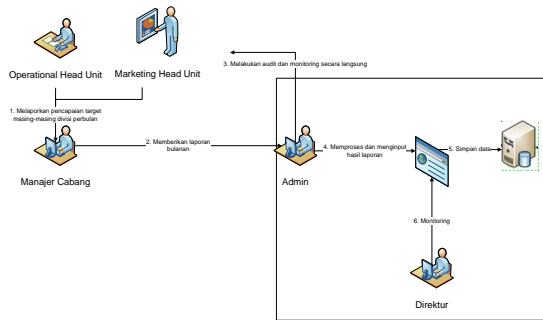 Operational Head Unit
Marketing Head Unit
3. Melakukan audit dan monitoring secara langsung
1. Melaporkan pencapaian target
masing-masing divisi perbulan
2. Memberikan laporan
bulanan
4. Memproses dan menginput
hasil laporan
5. Simpan data
Manajer Cabang
Admin
6. Monitoring
Direktur